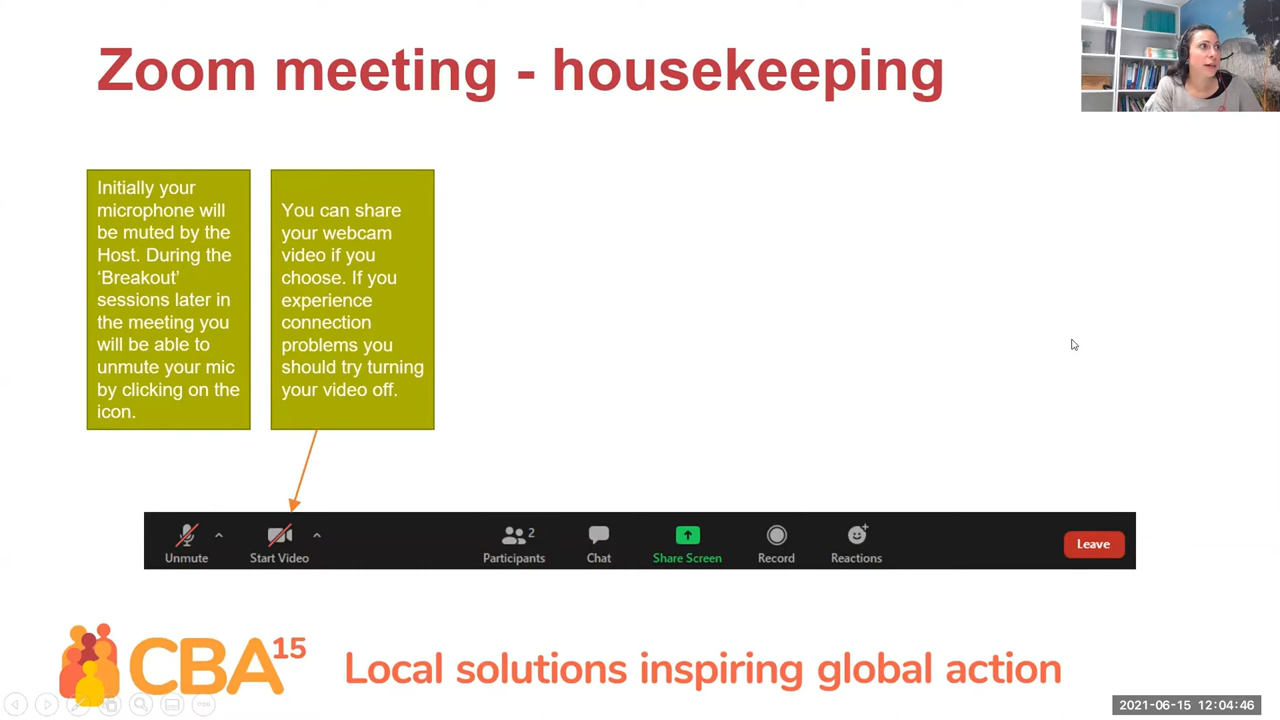 Zoom meeting - housekeeping
Initially your
microphone will
be muted by the
Host. During the
‘Breakout’
sessions later in
the meeting you
will be able to
unmute your mic
by clicking on the
icon.
You can share
your webcam
video if you
choose. If you
experience
connection
problems you
should try turning
your video off.
Unmute
Start Video
2
Participants
Chat
Share Screen
Record
Reactions
Leave
CBA15
Local solutions inspiring global action
2021-06-15 12:04:46